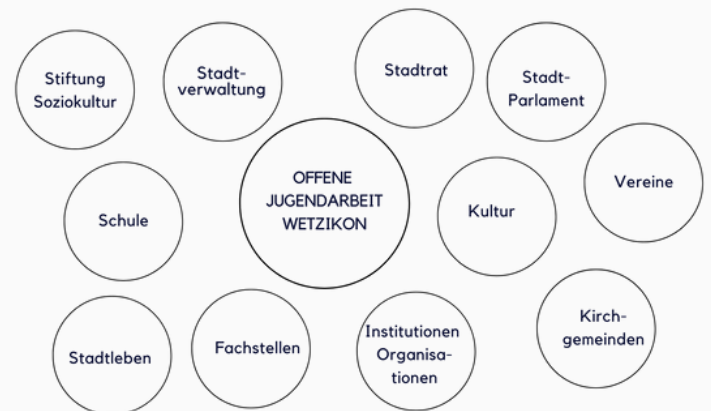 Stiftung
Soziokultur
Stadt-
verwaltung
Stadtrat
Stadt-
Parlament
OFFENE
JUGENDARBEIT
WETZIKON
Schule
Kultur
Vereine
Stadtleben
Fachstellen
Institutionen
Organisa-
tionen
Kirch-
gemeinden